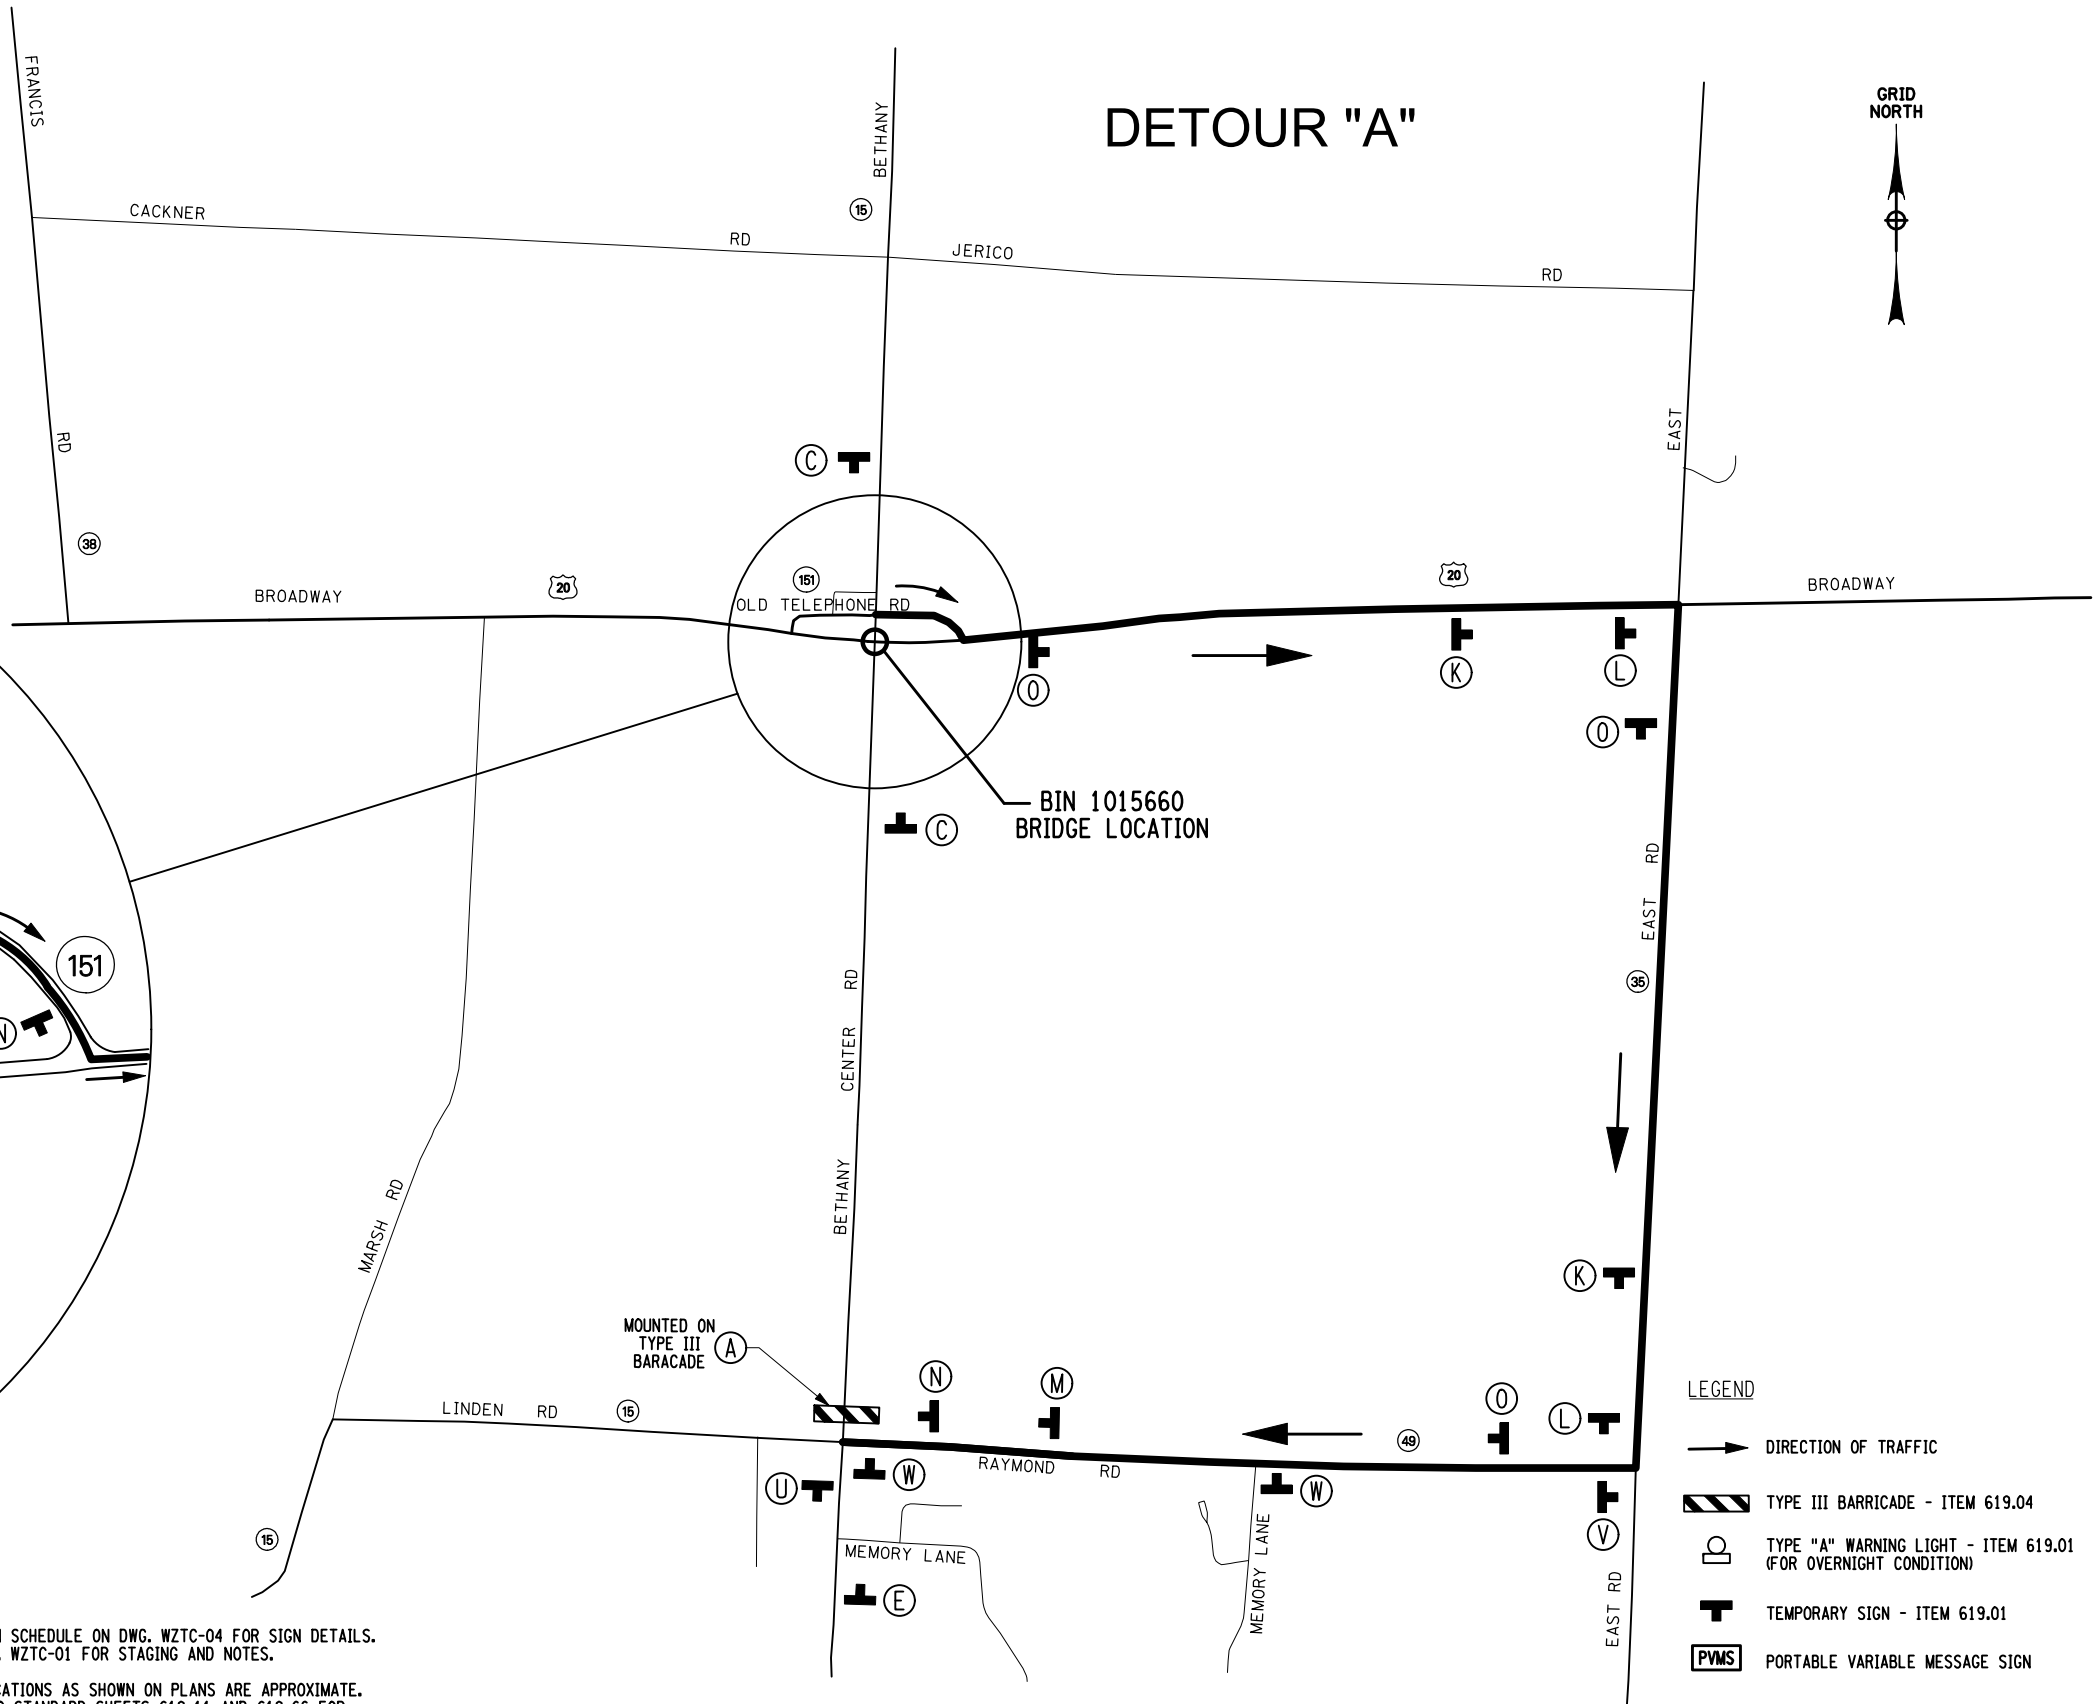 DETOUR "A"
GRID
NORTH
FRANCIS
BETHANY
15
CACKNER
RD
JERICO
RD
RD
EAST
C
38
BROADWAY
20
151
OLD TELEPHONE RD
20
BROADWAY
O
K
L
O
BIN 1015660
BRIDGE LOCATION
C
RD
EAST
35
RD
CENTER
BETHANY
151
N
MARSH RD
K
MOUNTED ON
TYPE III
BARACADE
A
N
M
O
L
LINDEN RD
15
49
RAYMOND RD
U
W
W
V
15
MEMORY LANE
MEMORY LANE
E
EAST RD
LEGEND
DIRECTION OF TRAFFIC
TYPE III BARRICADE - ITEM 619.04
TYPE "A" WARNING LIGHT - ITEM 619.01
(FOR OVERNIGHT CONDITION)
TEMPORARY SIGN - ITEM 619.01
PVMS PORTABLE VARIABLE MESSAGE SIGN
SCHEDULE ON DWG. WZTC-04 FOR SIGN DETAILS.
WZTC-01 FOR STAGING AND NOTES.
CATIONS AS SHOWN ON PLANS ARE APPROXIMATE.